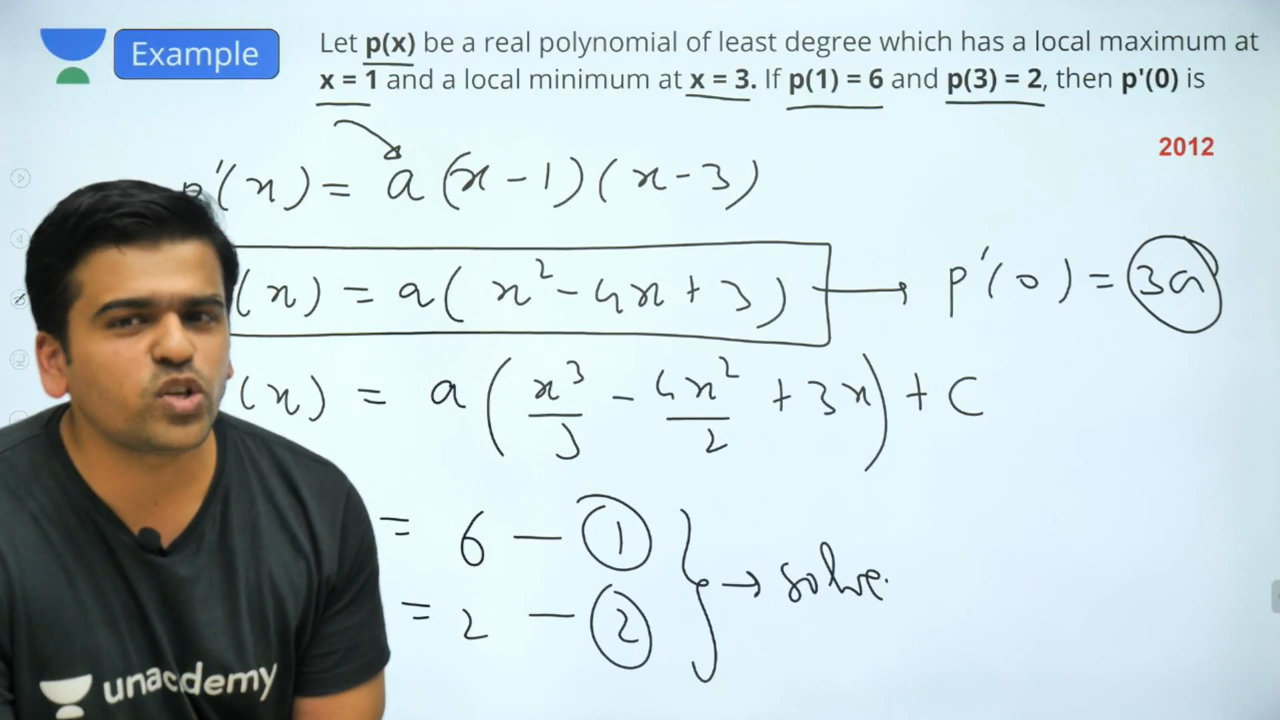 Example
Let p(x) be a real polynomial of least degree which has a local maximum at
x = 1 and a local minimum at x = 3. If p(1) = 6 and p(3) = 2, then p'(0) is
2012
p'(x) = a(x-1)(x-3)
(x) = a(x² - 4x + 3) → p'(0) = 3a
(x) = a(x³/3 - 4x²/2 + 3x) + C
= 6 — ①
= 2 — ② } → solve.
unacademy